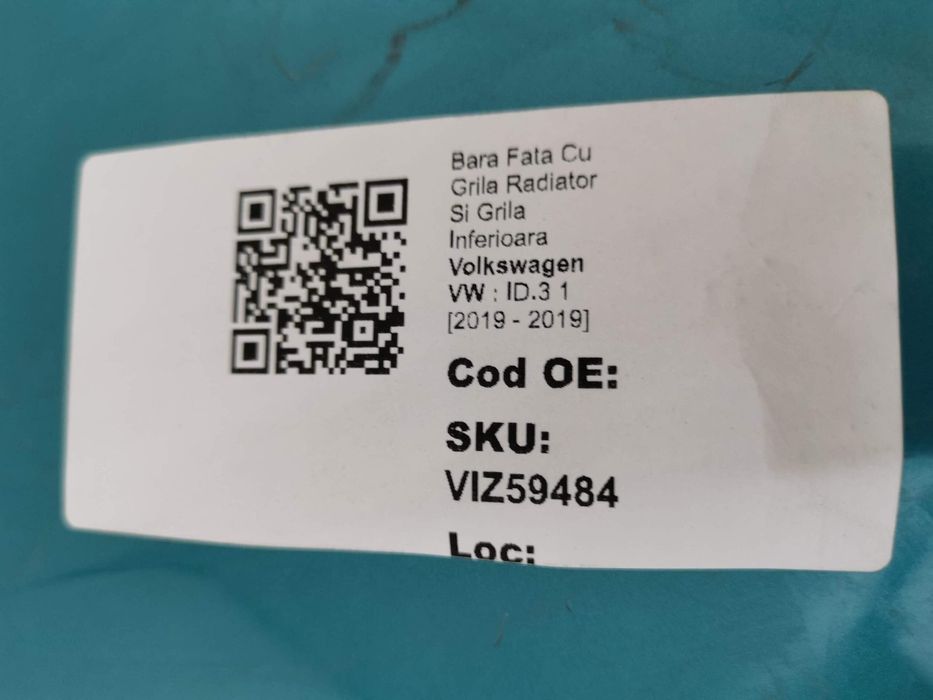 Bara Fata Cu
Grila Radiator
Si Grila
Inferioara
Volkswagen
VW : ID.3 1
[2019 - 2019]
Cod OE:
SKU:
VIZ59484
Loc: